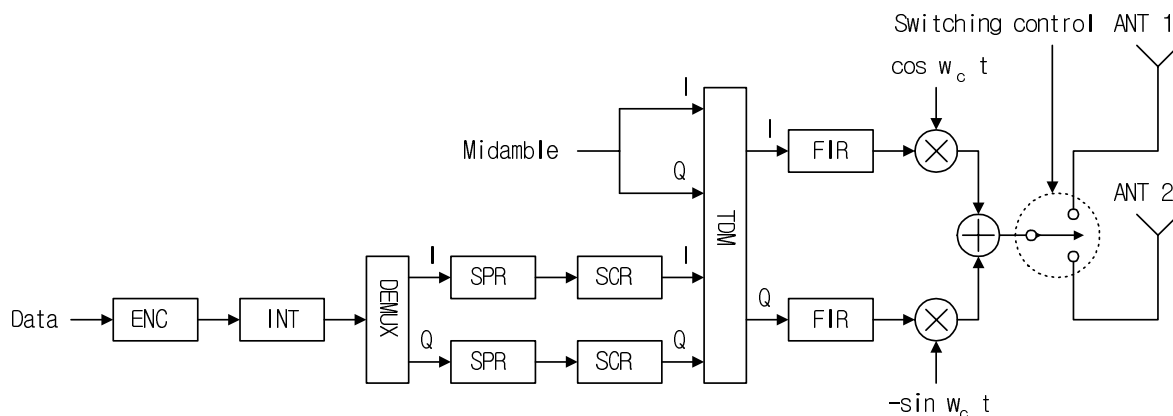 Switching control ANT 1
cos w_c t
I
I
Midamble
FIR
Q
ANT 2
TDM
I
I
SPR
SCR
DEMUX
Q
Data
ENC
INT
FIR
Q
Q
SPR
SCR
-sin w_c t